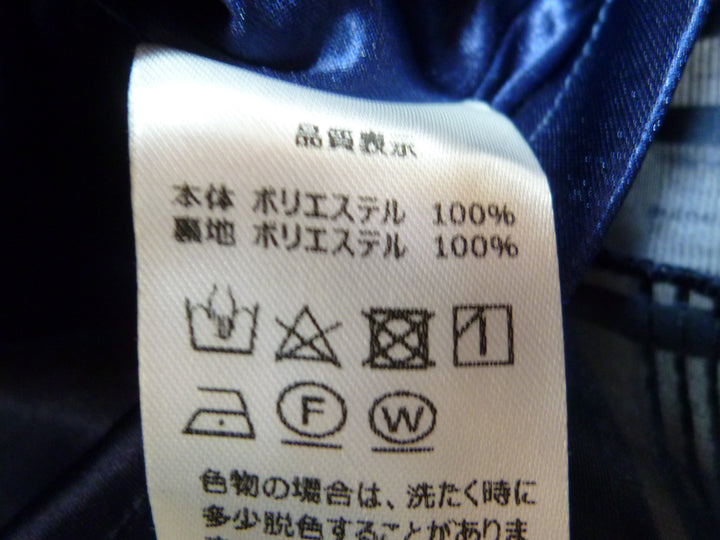 品質表示
本体 ポリエステル 100%
裏地 ポリエステル 100%
F W
色物の場合は、洗たく時に
多少脱色することがありま